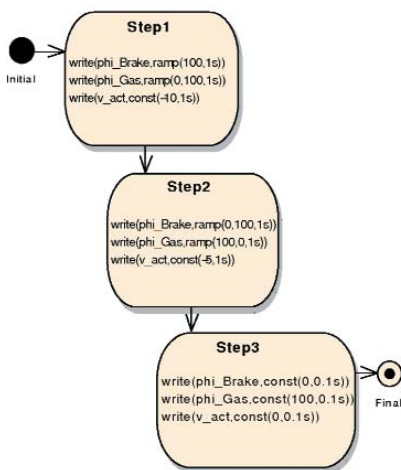 Step1
write(phi_Brake,ramp(100,1s))
write(phi_Gas,ramp(0,100,1s))
write(v_act,const(-10,1s))
Initial
Step2
write(phi_Brake,ramp(0,100,1s))
write(phi_Gas,ramp(100,0,1s))
write(v_act,const(-5,1s))
Step3
write(phi_Brake,const(0,0.1s))
write(phi_Gas,const(100,0.1s))
write(v_act,const(0,0.1s))
Final